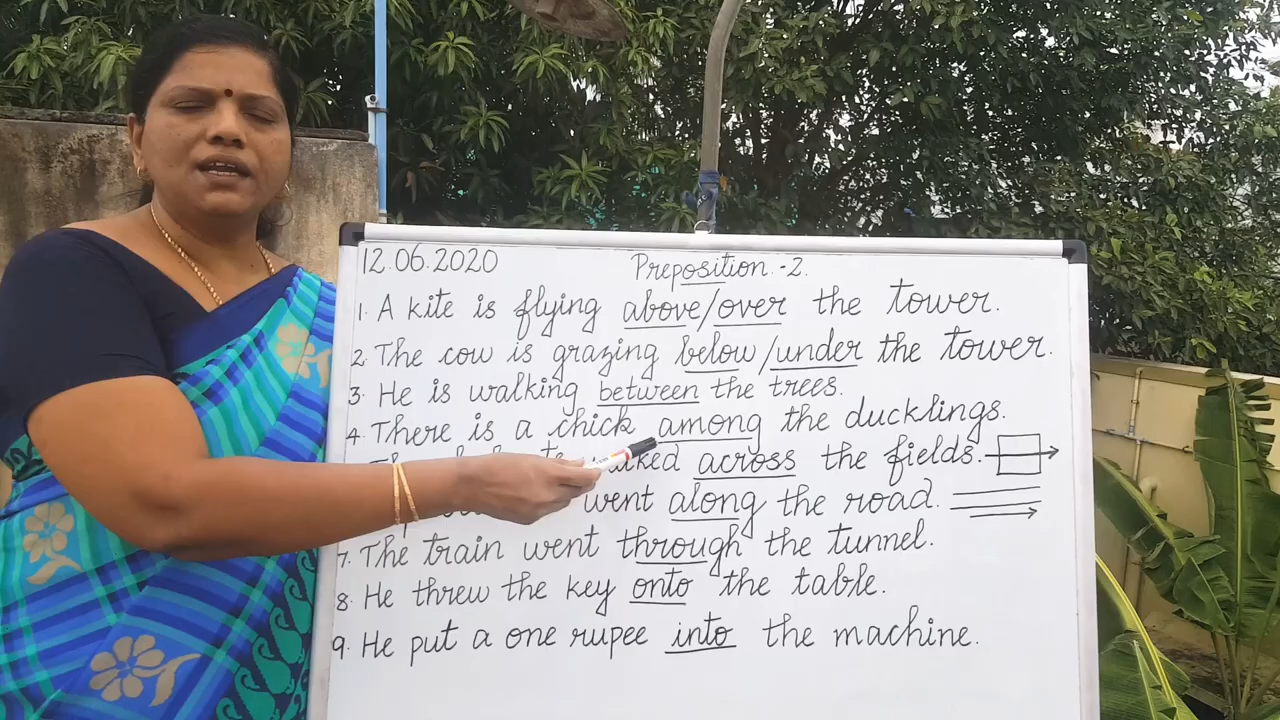 12.06.2020 Preposition.-2.
1. A kite is flying above/over the tower.
2. The cow is grazing below/under the tower.
3. He is walking between the trees.
4. There is a chick among the ducklings.
across the fields.
went along the road.
7. The train went through the tunnel.
8. He threw the key onto the table.
9. He put a one rupee into the machine.